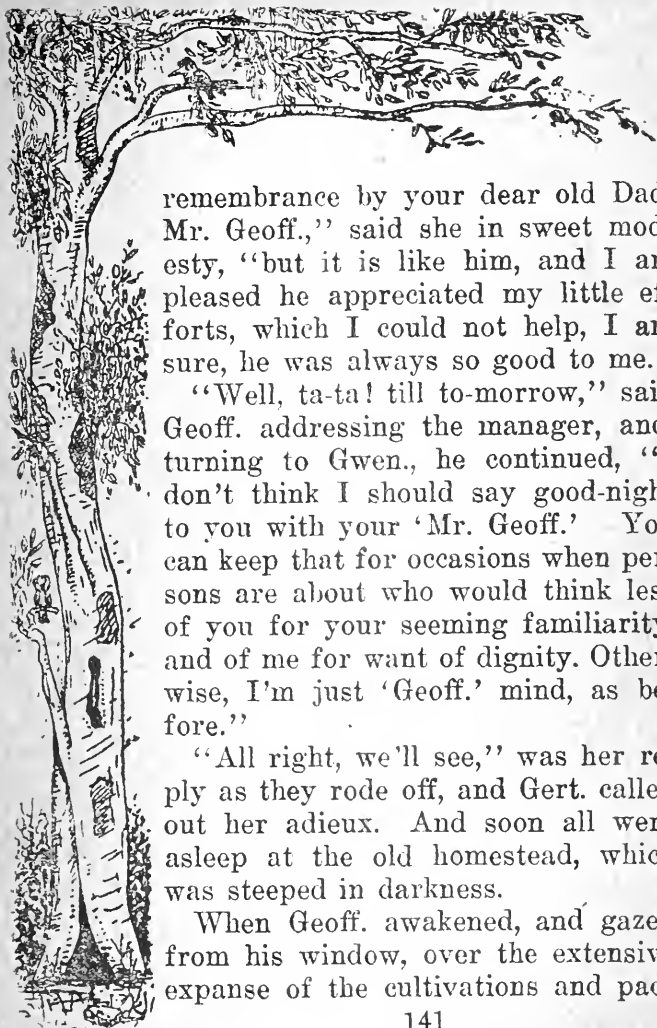 remembrance by your dear old Dad
Mr. Geoff.,” said she in sweet mod
esty, “but it is like him, and I am
pleased he appreciated my little ef
forts, which I could not help, I am
sure, he was always so good to me.
“Well, ta-ta! till to-morrow,” sai
Geoff. addressing the manager, and
turning to Gwen., he continued, “
don’t think I should say good-nigh
to you with your ‘Mr. Geoff.’ Yo
can keep that for occasions when per
sons are about who would think les
of you for your seeming familiarity
and of me for want of dignity. Other
wise, I’m just ‘Geoff.’ mind, as be
fore.”
“All right, we’ll see,” was her re
ply as they rode off, and Gert. calle
out her adieux. And soon all wer
asleep at the old homestead, whic
was steeped in darkness.
When Geoff. awakened, and gaze
from his window, over the extensiv
expanse of the cultivations and pad
141